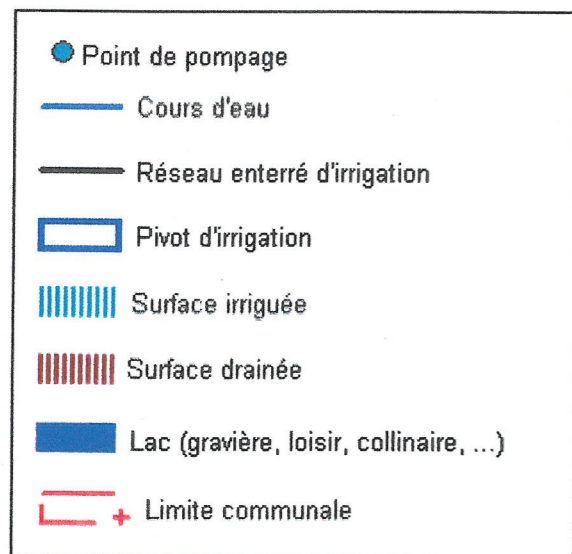 Point de pompage
Cours d'eau
Réseau enterré d'irrigation
Pivot d'irrigation
Surface irriguée
Surface drainée
Lac (gravière, loisir, collinaire, ...)
Limite communale